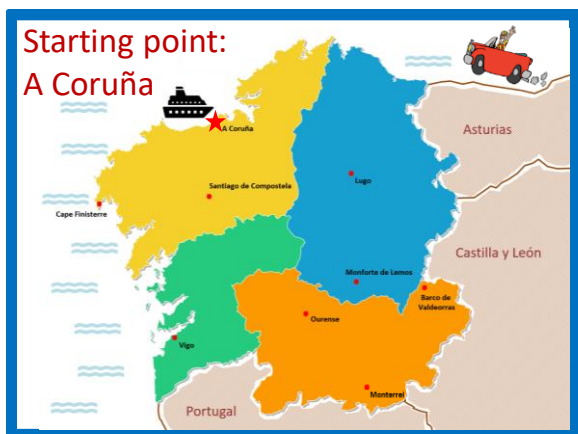 Starting point:
A Coruña
A Coruña
Asturias
Lugo
Santiago de Compostela
Cape Finisterre
Castilla y León
Monforte de Lemos
Barco de
Valdeorras
Ourense
Vigo
Monterrei
Portugal